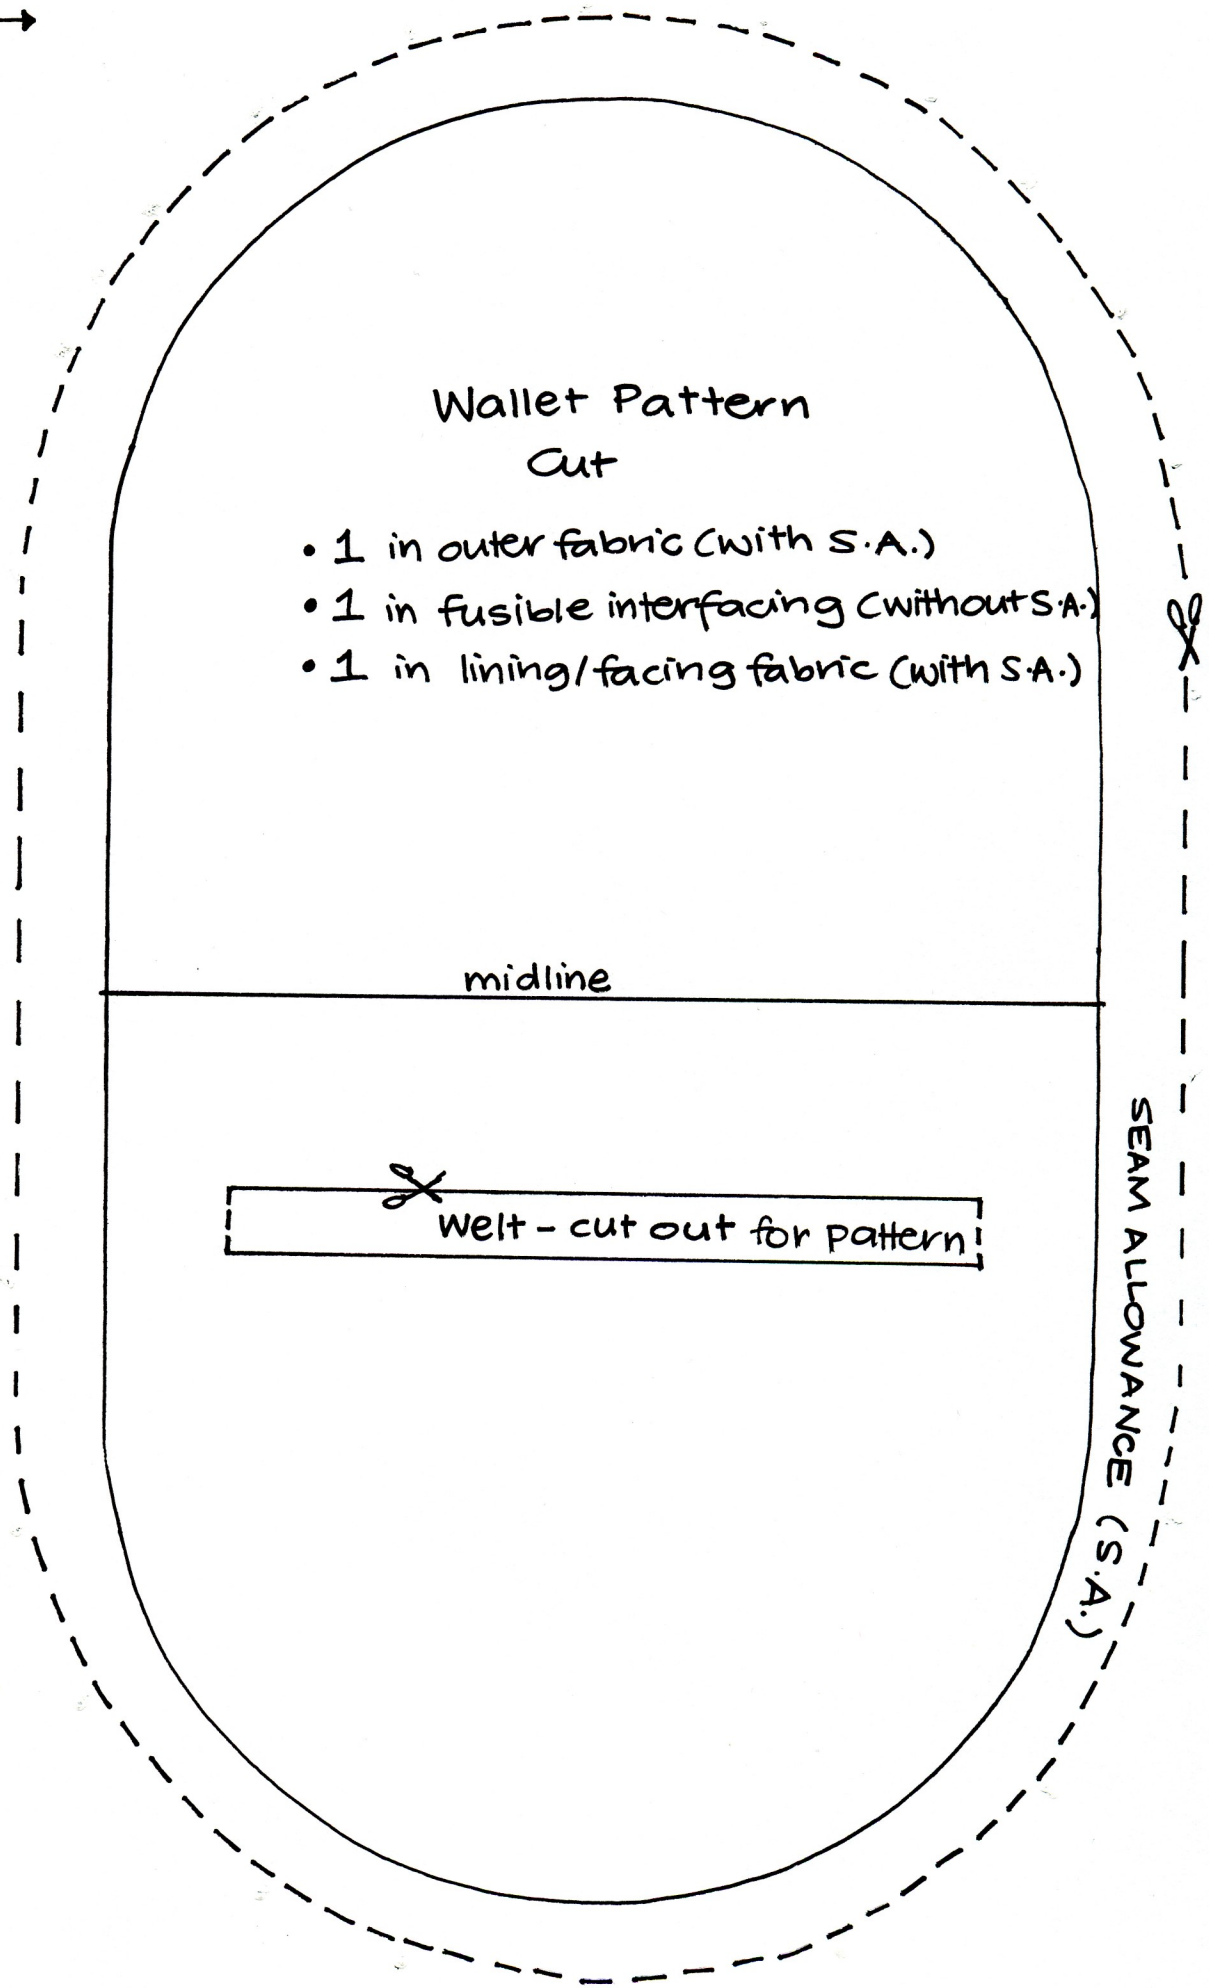 Wallet Pattern
Cut
• 1 in outer fabric (with S.A.)
• 1 in fusible interfacing (without S.A.)
• 1 in lining/facing fabric (with S.A.)
midline
welt - cut out for pattern
SEAM ALLOWANCE (S.A.)